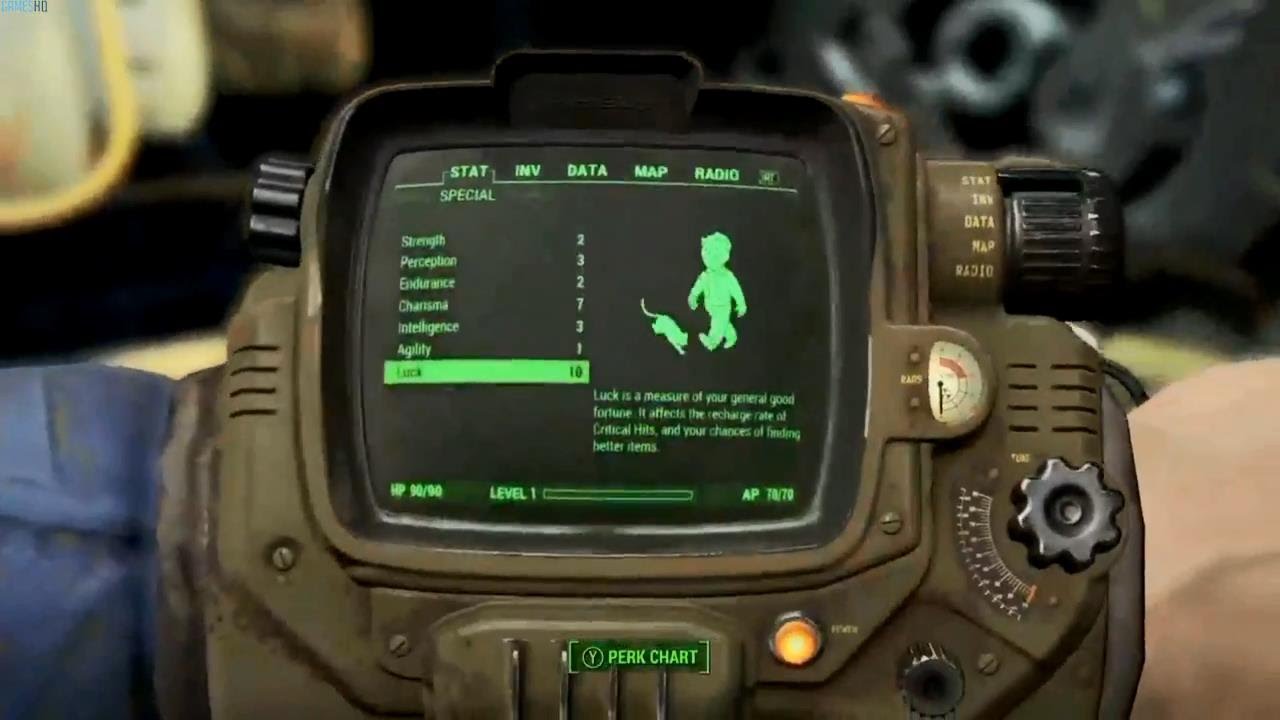 GAMESHQ
STAT INV DATA MAP RADIO
SPECIAL
Strength 2
Perception 3
Endurance 2
Charisma 7
Intelligence 3
Agility 1
Luck 10
Luck is a measure of your general good
fortune. It affects the recharge rate of
Critical Hits, and your chances of finding
better items.
HP 90/90 LEVEL 1 AP 70/70
STAT
INV
DATA
MAP
RADIO
RADS
TUNE
POWER
Y PERK CHART